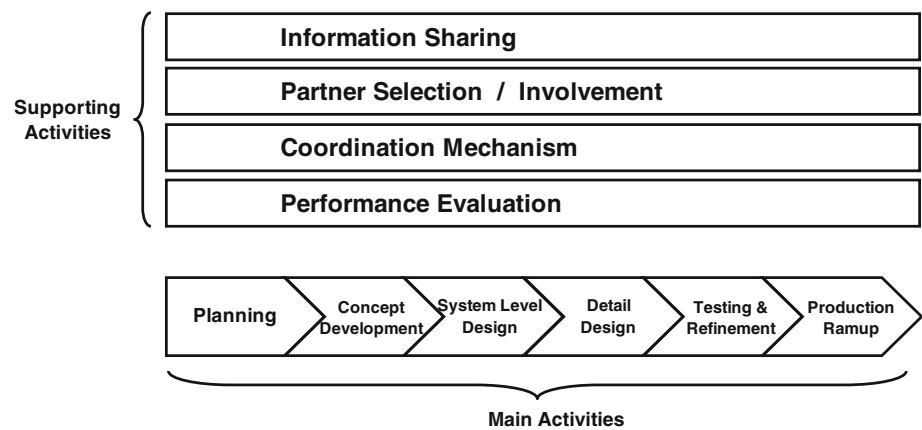 Information Sharing
Partner Selection / Involvement
Supporting
Activities
Coordination Mechanism
Performance Evaluation
Planning
Concept
Development
System Level
Design
Detail
Design
Testing &
Refinement
Production
Ramup
Main Activities